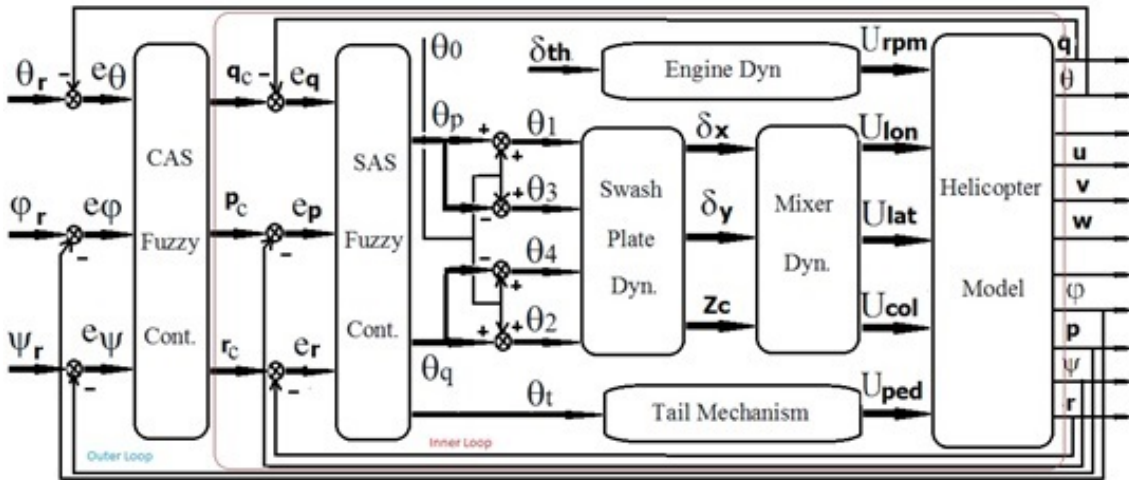 θr
-
eθ
φr
-
eφ
ψr
-
eψ
CAS
Fuzzy
Cont.
Outer Loop
qc
-
eq
pc
-
ep
rc
-
er
SAS
Fuzzy
Cont.
Inner Loop
θ0
θp
θq
θt
+
+
θ1
+
-
θ3
-
+
θ4
+
+
θ2
Swash
Plate
Dyn.
δth
Engine Dyn
Urpm
δx
δy
Zc
Mixer
Dyn.
Ulon
Ulat
Ucol
Tail Mechanism
Uped
Helicopter
Model
q
θ
u
v
w
φ
p
ψ
r